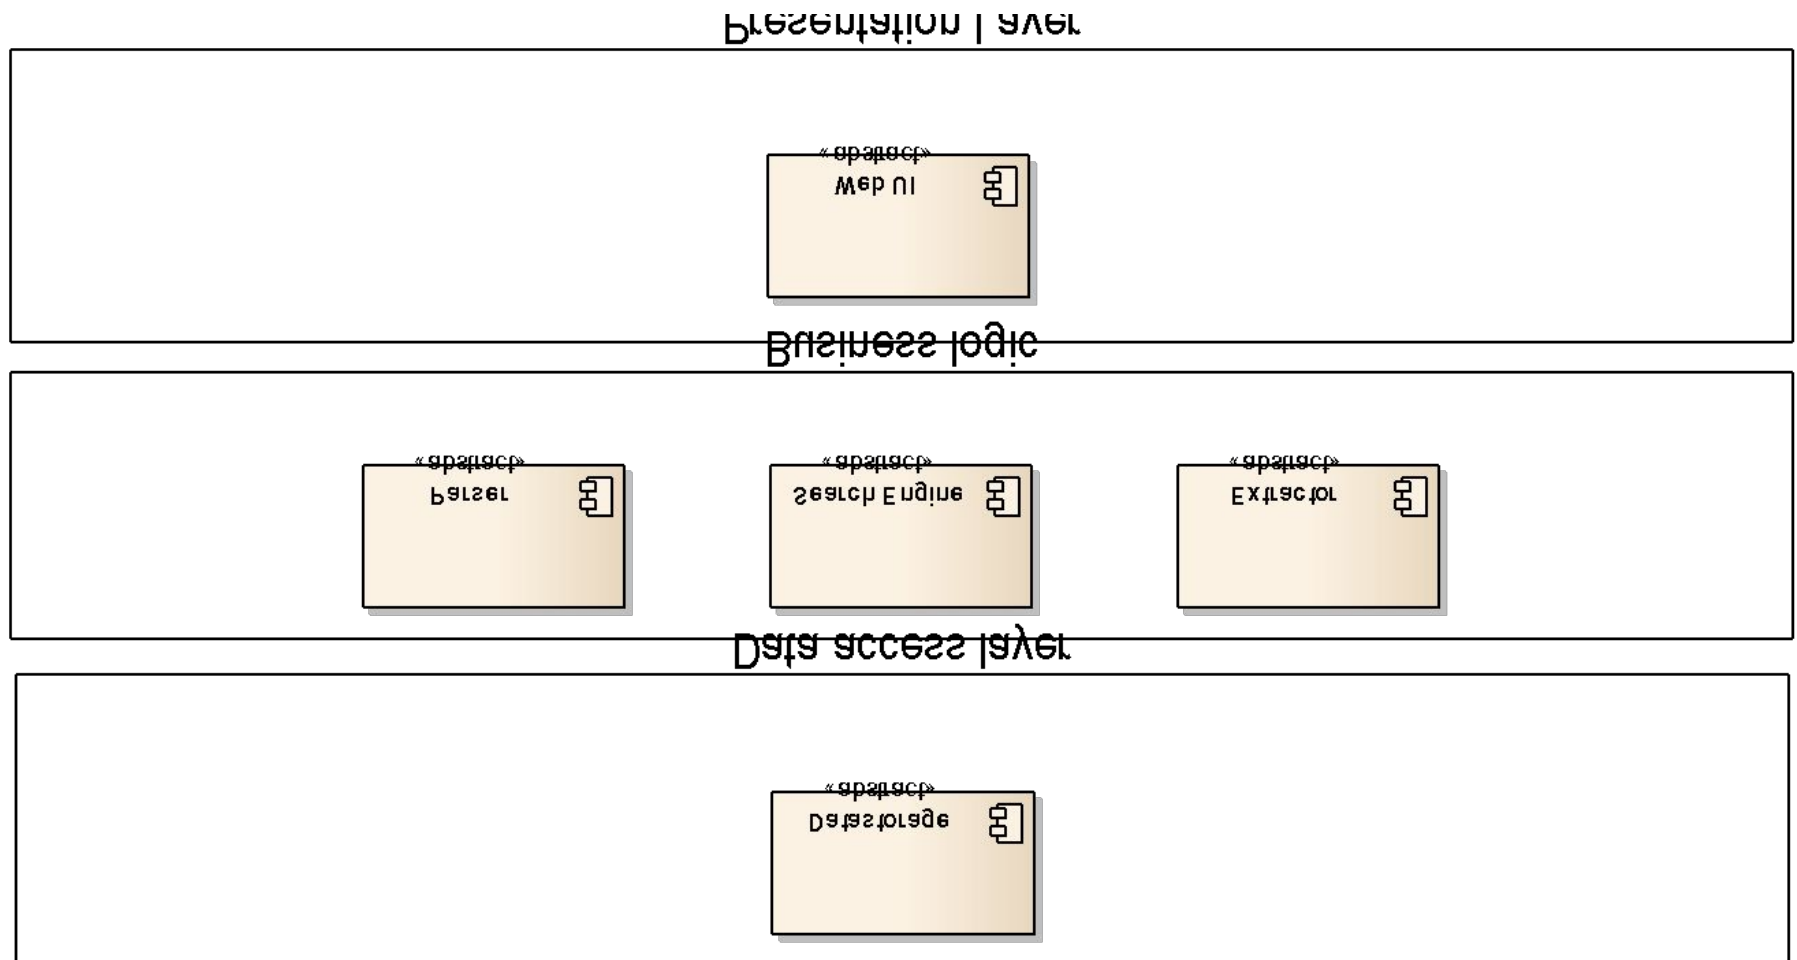 Presentation Layer
«abstract»
Web UI
Business logic
«abstract»
Parser
«abstract»
Search Engine
«abstract»
Extractor
Data access layer
«abstract»
Datastorage